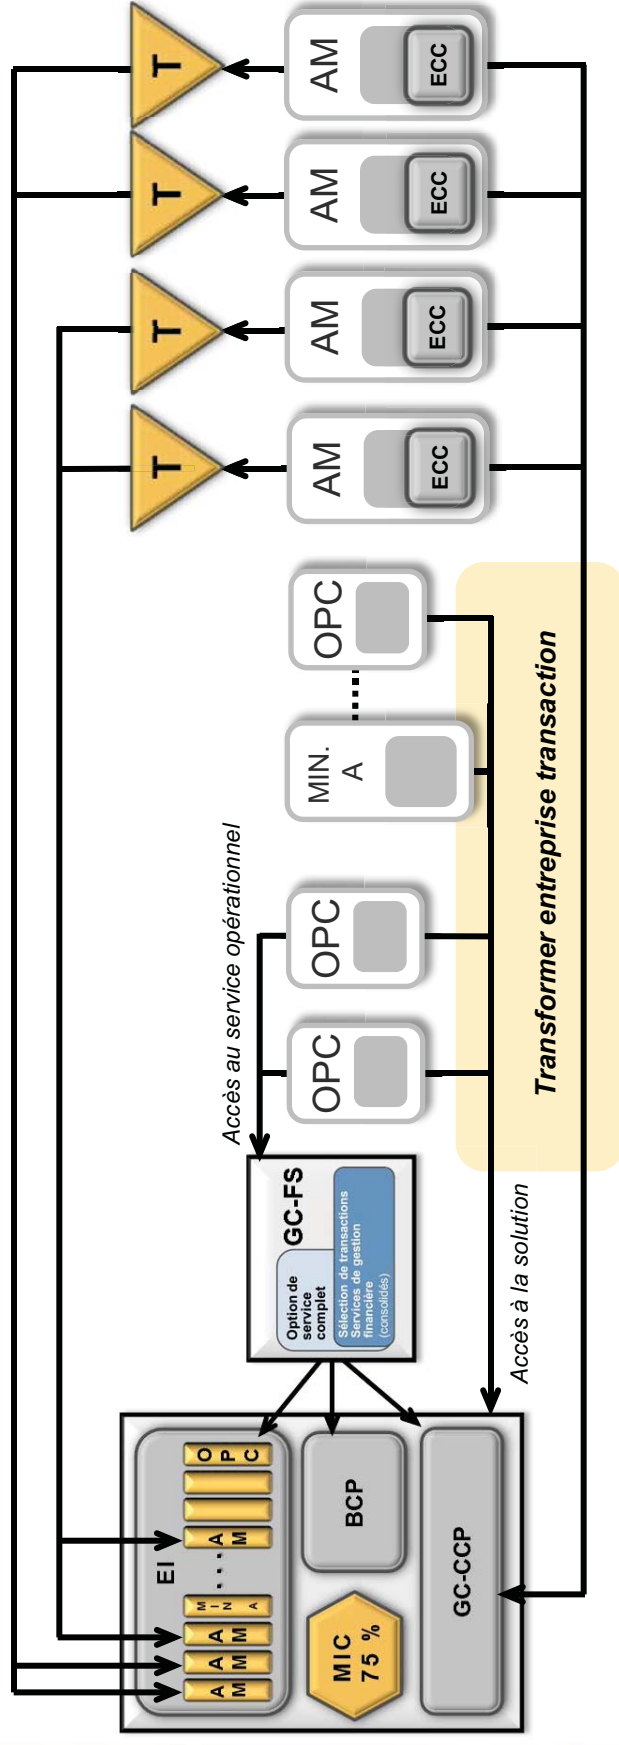 T
T
T
T
EI
AM
AM
AM
MIN A
....
AM
OPC
MIC
75 %
BCP
GC-CCP
GC-FS
Option de
service
complet
Sélection de transactions
Services de gestion
financière
(consolidés)
Accès au service opérationnel
OPC
OPC
MIN.
A
OPC
AM
ECC
AM
ECC
AM
ECC
AM
ECC
Accès à la solution
Transformer entreprise transaction